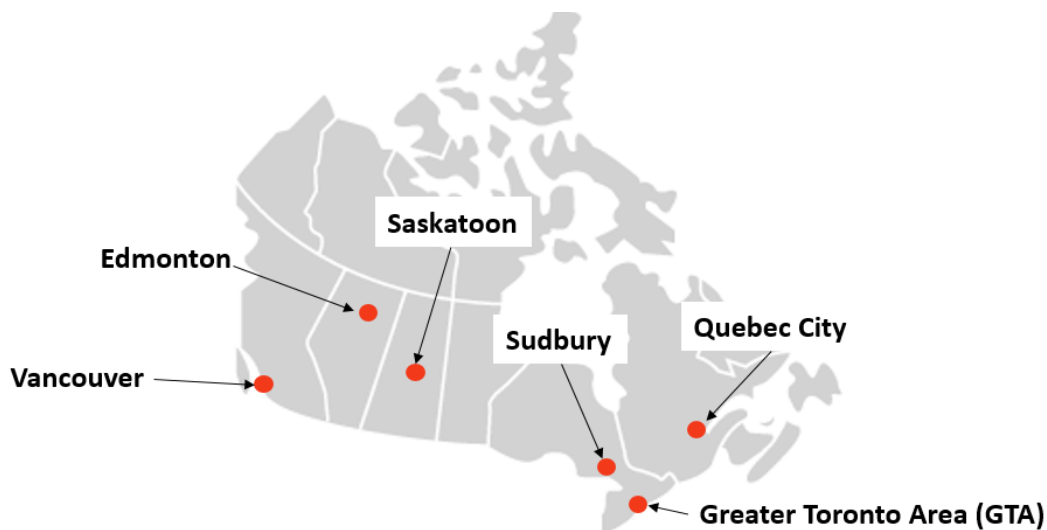 Saskatoon
Edmonton
Quebec City
Sudbury
Vancouver
Greater Toronto Area (GTA)